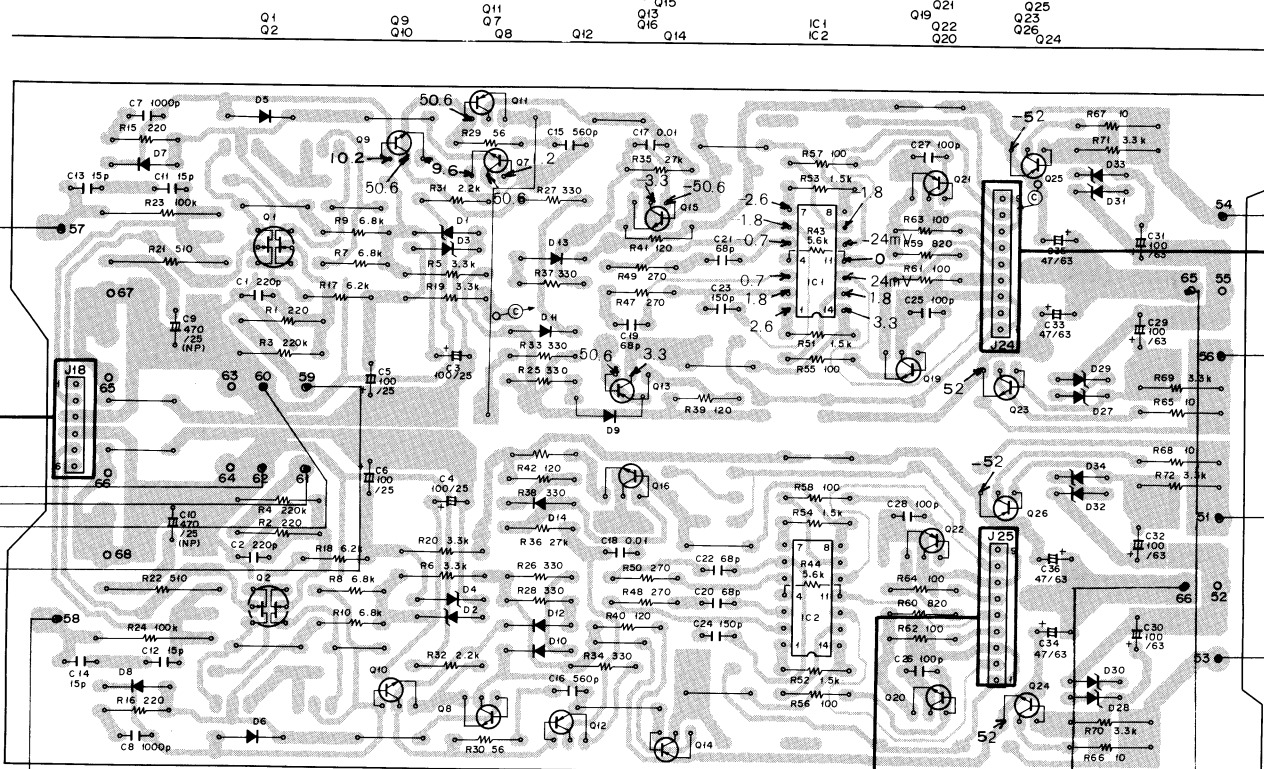 Q15
Q11 Q13 Q21 Q25
Q1 Q9 Q7 Q16 IC1 Q19 Q22 Q23
Q2 Q10 Q8 Q12 Q14 IC2 Q20 Q26 Q24
C7 1000p D5 50.6 Q11 -52 R67 10
R15 220 Q9 R29 56 C15 560p C17 0.01 C27 100p R71 3.3k
D7 10.2 9.6 Q7 1.2 R35 27k R57 100 Q25 D33
C13 15p C11 15p 50.6 R31 2.2k 50.6 R27 330 -3.3 -50.6 R53 1.5k Q21 D31
R23 100k Q1 R9 6.8k D1 Q15 -2.6 7 8 1.8 © 54
57 R7 6.8k D3 D13 R41 120 -1.8 R43 5.6k R63 100 C31 100 /63
R21 510 R5 3.3k R37 330 R49 270 C21 68p -0.7 4 11 -24mV R59 820 C35 47/63
67 C1 220p R17 6.2k R19 3.3k R47 270 C23 150p 0.7 IC1 0 24mV R61 100 65 55
C9 470 /25 (NP) R1 220 © D11 C19 68p 1.8 1 14 1.8 C25 100p C33 47/63 C29 100 /63
R3 220k C3 100/25 R33 330 2.6 R51 1.5k 3.3 J24
J18 65 63 60 59 C5 100 /25 R25 330 50.6 3.3 R55 100 Q19 52 56
1 Q13 Q23 D29 R69 3.3k
6 D9 R39 120 D27 R65 10
66 64 62 61 C6 100 /25 C4 100/25 R42 120 Q16 -52 R68 10
R4 220k R38 330 R58 100 D34 R72 3.3k
C10 470 /25 (NP) R2 220 D14 R54 1.5k C28 100p Q26 D32 51
68 C2 220p R18 6.2k R20 3.3k R36 27k C18 0.01 Q22 J25
Q2 R6 3.3k R26 330 R50 270 C22 68p 7 8 9 C36 47/63 C32 100 /63
R22 510 R8 6.8k D4 R28 330 R48 270 C20 68p R44 5.6k R64 100 66 52
58 R10 6.8k D2 D12 R40 120 4 11 R60 820
R24 100k D10 C24 150p IC2 R62 100 C34 47/63 C30 100 /63
C14 15p C12 15p R32 2.2k R34 330 1 14 C26 100p 1 53
D8 Q10 C16 560p R52 1.5k Q20 Q24 D30
R16 220 Q8 Q12 R56 100 52 D28
D6 R70 3.3k
C8 1000p R30 56 Q14 R66 10